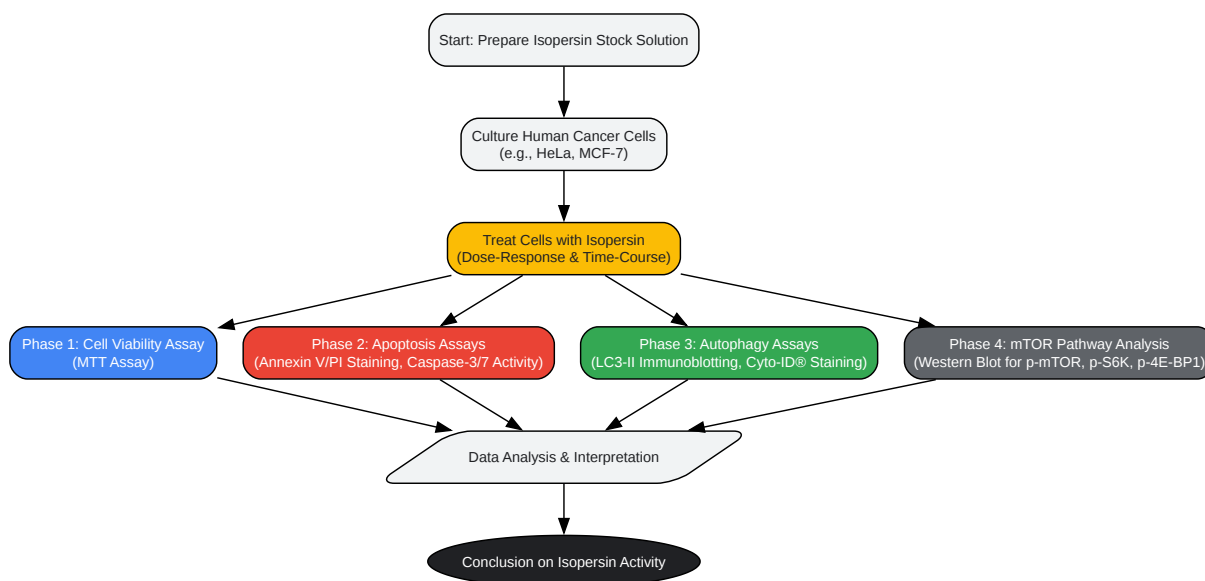 Start: Prepare Isopersin Stock Solution
Culture Human Cancer Cells
(e.g., HeLa, MCF-7)
Treat Cells with Isopersin
(Dose-Response & Time-Course)
Phase 1: Cell Viability Assay
(MTT Assay)
Phase 2: Apoptosis Assays
(Annexin V/PI Staining, Caspase-3/7 Activity)
Phase 3: Autophagy Assays
(LC3-II Immunoblotting, Cyto-ID® Staining)
Phase 4: mTOR Pathway Analysis
(Western Blot for p-mTOR, p-S6K, p-4E-BP1)
Data Analysis & Interpretation
Conclusion on Isopersin Activity